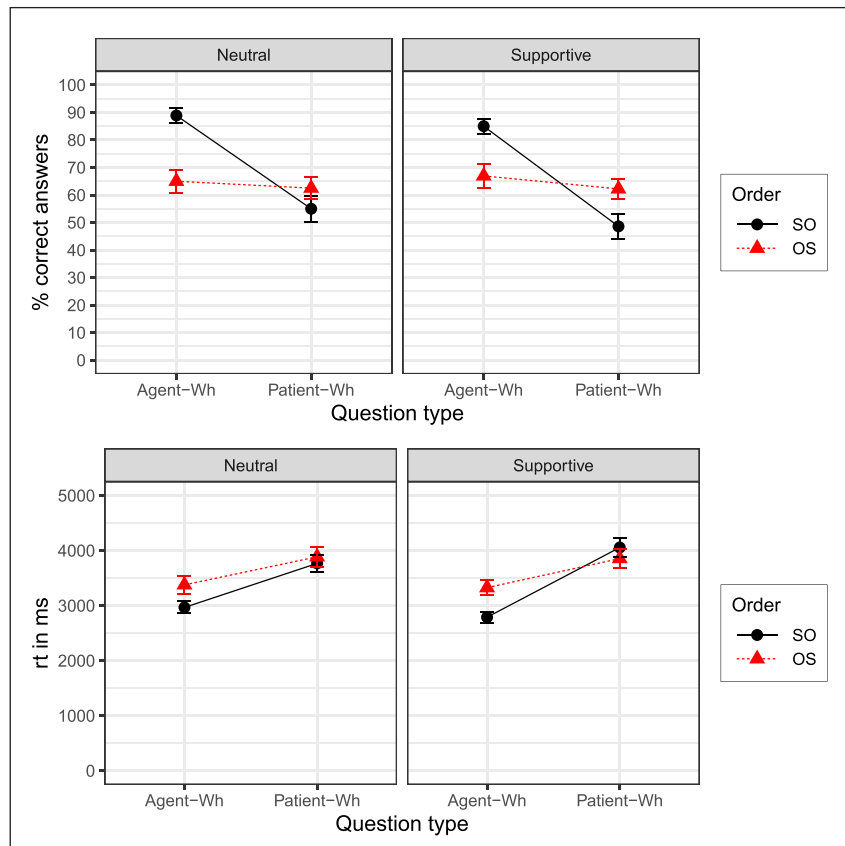 Neutral Supportive
100
90
80
70
60
50
40
30
20
10
0
% correct answers
Agent−Wh Patient−Wh Agent−Wh Patient−Wh
Question type
Order
SO
OS
Neutral Supportive
5000
4000
3000
2000
1000
0
rt in ms
Agent−Wh Patient−Wh Agent−Wh Patient−Wh
Question type
Order
SO
OS